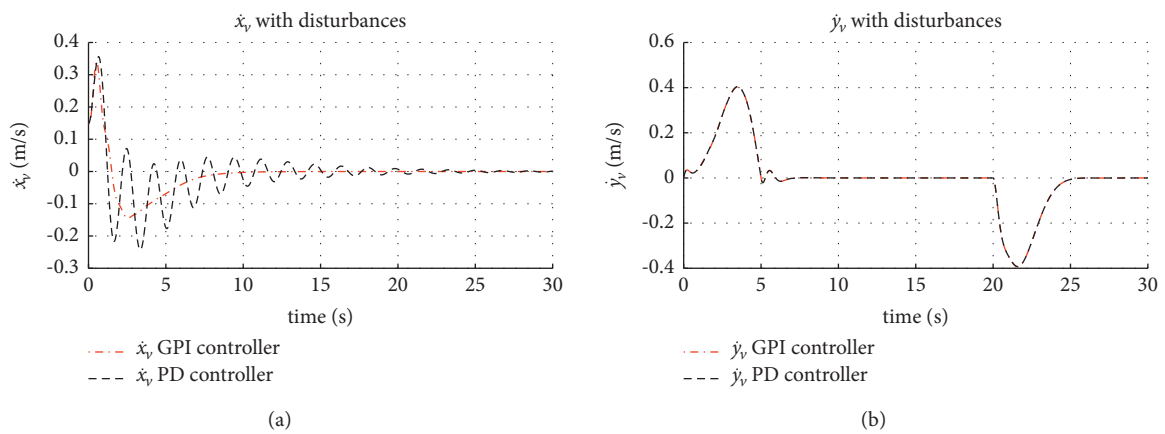 ẋᵥ with disturbances
0.4
0.3
0.2
0.1
0
-0.1
-0.2
-0.3
ẋᵥ (m/s)
0 5 10 15 20 25 30
time (s)
ẋᵥ GPI controller
ẋᵥ PD controller
(a)
ẏᵥ with disturbances
0.6
0.4
0.2
0
-0.2
-0.4
ẏᵥ (m/s)
0 5 10 15 20 25 30
time (s)
ẏᵥ GPI controller
ẏᵥ PD controller
(b)